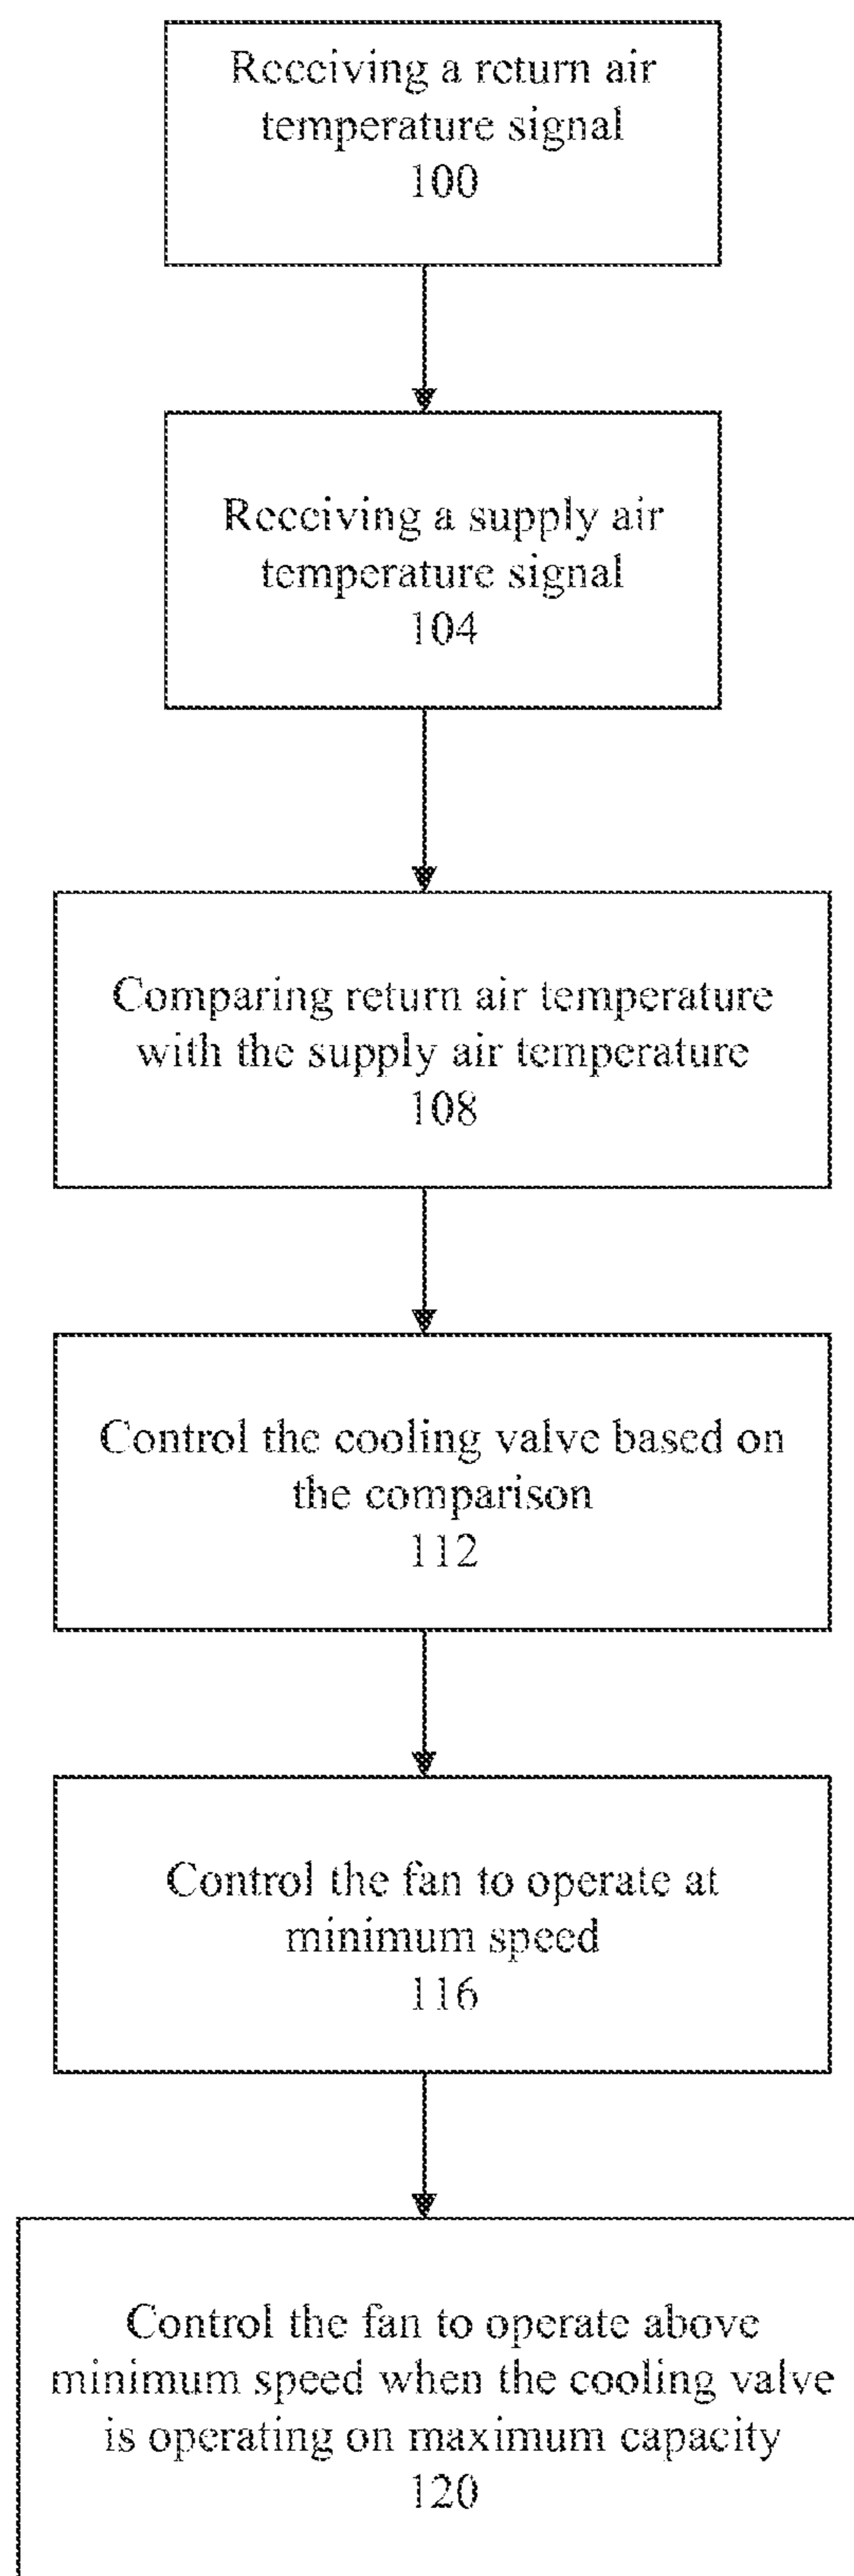 Receiving a return air
temperature signal
100
Receiving a supply air
temperature signal
104
Comparing return air temperature
with the supply air temperature
108
Control the cooling valve based on
the comparison
112
Control the fan to operate at
minimum speed
116
Control the fan to operate above
minimum speed when the cooling valve
is operating on maximum capacity
120